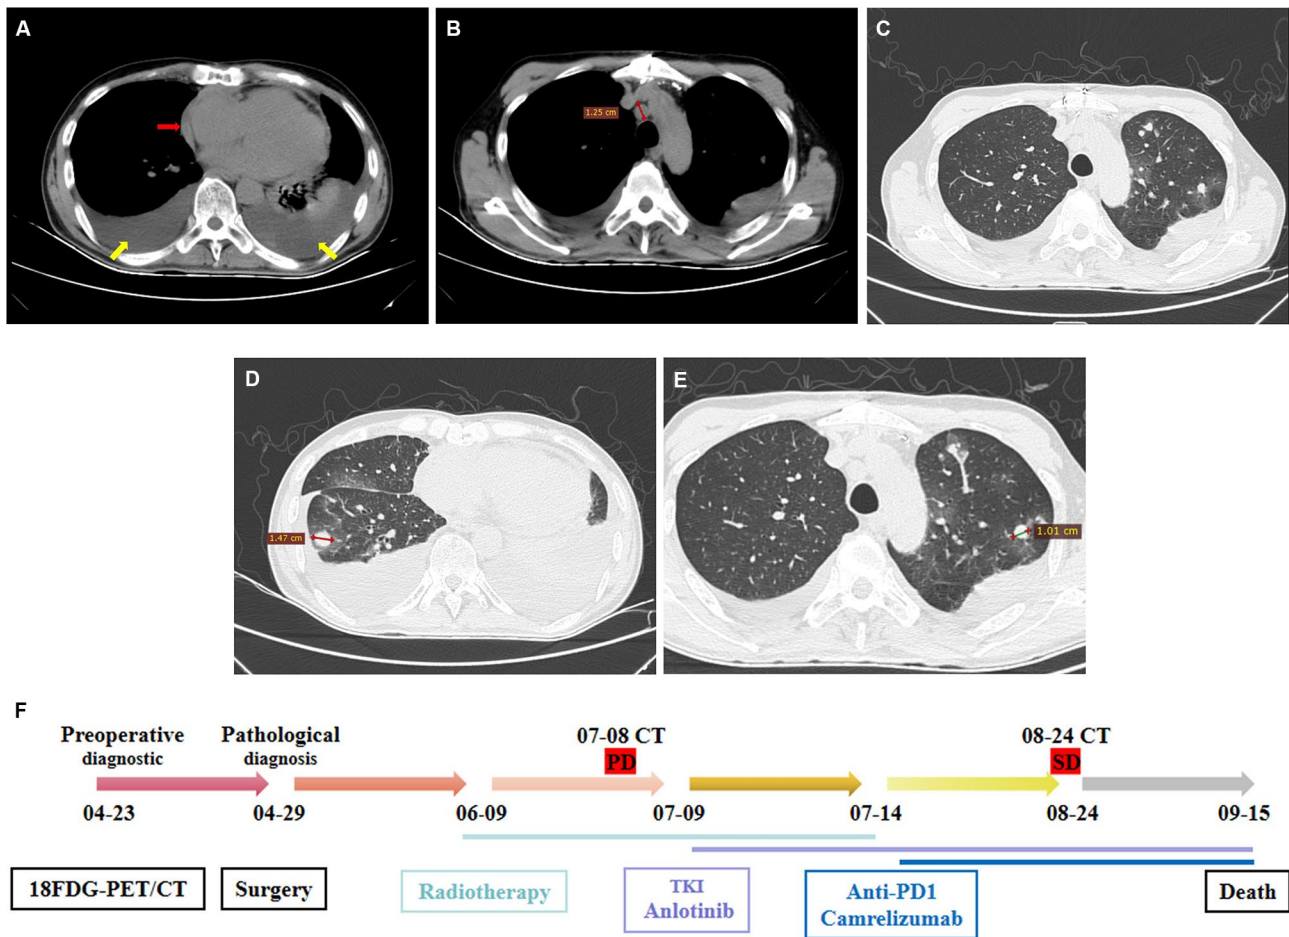 A
B
1.25 cm
C
D
1.47 cm
E
1.01 cm
F
Preoperative
diagnostic
Pathological
diagnosis
07-08 CT
PD
08-24 CT
SD
04-23
04-29
06-09
07-09
07-14
08-24
09-15
18FDG-PET/CT
Surgery
Radiotherapy
TKI
Anlotinib
Anti-PD1
Camrelizumab
Death